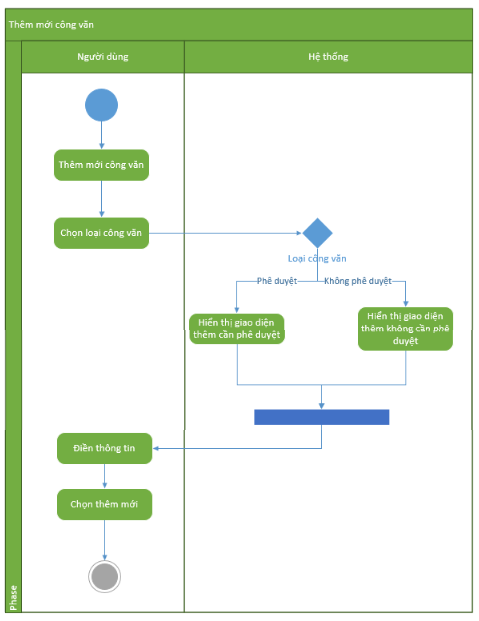 Thêm mới công văn
Người dùng
Hệ thống
Thêm mới công văn
Chọn loại công văn
Loại công văn
Phê duyệt
Không phê duyệt
Hiển thị giao diện
thêm cần phê duyệt
Hiển thị giao diện
thêm không cần phê
duyệt
Điền thông tin
Chọn thêm mới
Phase